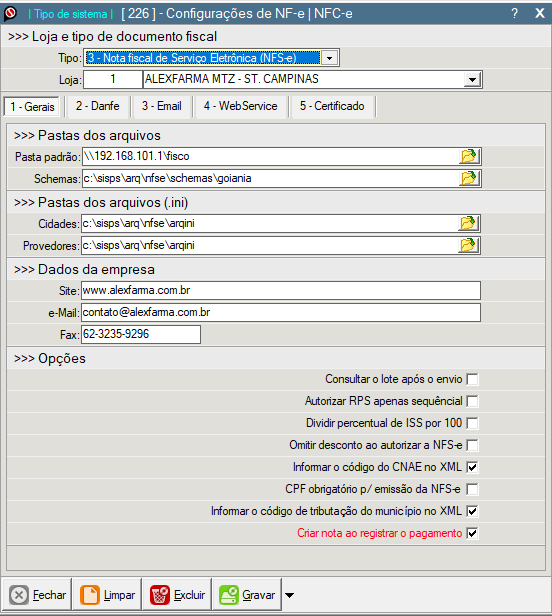 | Tipo de sistema | [ 226 ] - Configurações de NF-e | NFC-e ? X
>>> Loja e tipo de documento fiscal
Tipo: 3 - Nota fiscal de Serviço Eletrônica (NFS-e)
Loja: 1 ALEXFARMA MTZ - ST. CAMPINAS
1 - Gerais 2 - Danfe 3 - Email 4 - WebService 5 - Certificado
>>> Pastas dos arquivos
Pasta padrão: \\192.168.101.1\fisco
Schemas: c:\sisps\arq\nfse\schemas\goiania
>>> Pastas dos arquivos (.ini)
Cidades: c:\sisps\arq\nfse\arqini
Provedores: c:\sisps\arq\nfse\arqini
>>> Dados da empresa
Site: www.alexfarma.com.br
e-Mail: contato@alexfarma.com.br
Fax: 62-3235-9296
>>> Opções
Consultar o lote após o envio
Autorizar RPS apenas sequêncial
Dividir percentual de ISS por 100
Omitir desconto ao autorizar a NFS-e
Informar o código do CNAE no XML
CPF obrigatório p/ emissão da NFS-e
Informar o código de tributação do município no XML
Criar nota ao registrar o pagamento
Fechar Limpar Excluir Gravar